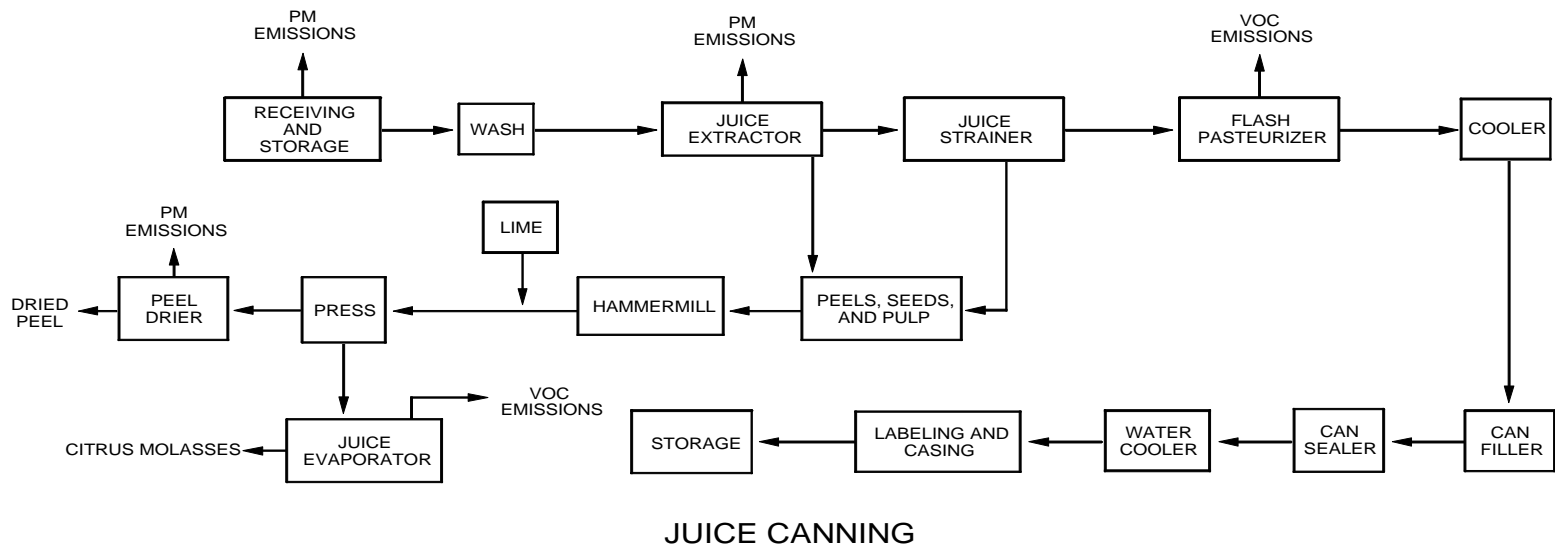 PM
EMISSIONS
PM
EMISSIONS
VOC
EMISSIONS
RECEIVING
AND
STORAGE
WASH
JUICE
EXTRACTOR
JUICE
STRAINER
FLASH
PASTEURIZER
COOLER
PM
EMISSIONS
LIME
DRIED
PEEL
PEEL
DRIER
PRESS
HAMMERMILL
PEELS, SEEDS,
AND PULP
VOC
EMISSIONS
CITRUS MOLASSES
JUICE
EVAPORATOR
STORAGE
LABELING AND
CASING
WATER
COOLER
CAN
SEALER
CAN
FILLER
JUICE CANNING